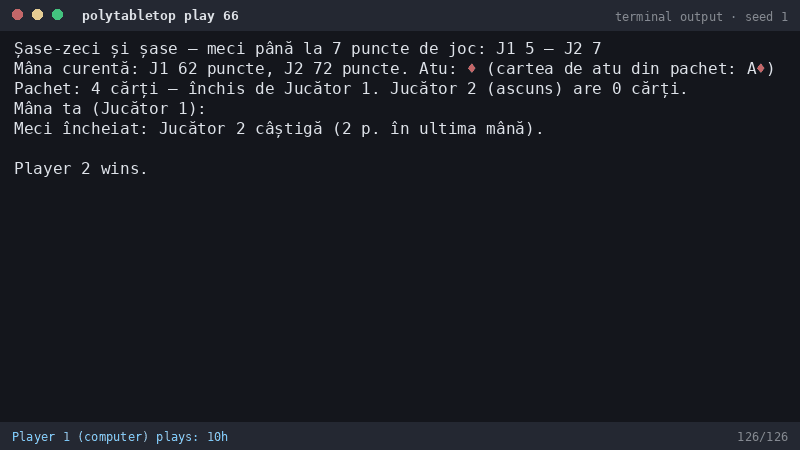 polytabletop play 66
terminal output · seed 1
Șase-zeci și șase — meci până la 7 puncte de joc: J1 5 — J2 7
Mâna curentă: J1 62 puncte, J2 72 puncte. Atu: ♦ (cartea de atu din pachet: A♦)
Pachet: 4 cărți — închis de Jucător 1. Jucător 2 (ascuns) are 0 cărți.
Mâna ta (Jucător 1):
Meci încheiat: Jucător 2 câștigă (2 p. în ultima mână).
Player 2 wins.
Player 1 (computer) plays: 10h
126/126